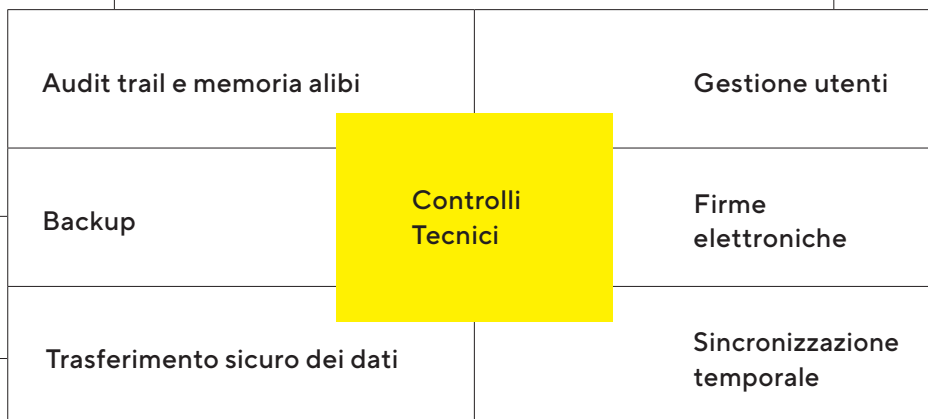 Audit trail e memoria alibi
Gestione utenti
Backup
Controlli
Tecnici
Firme
elettroniche
Trasferimento sicuro dei dati
Sincronizzazione
temporale